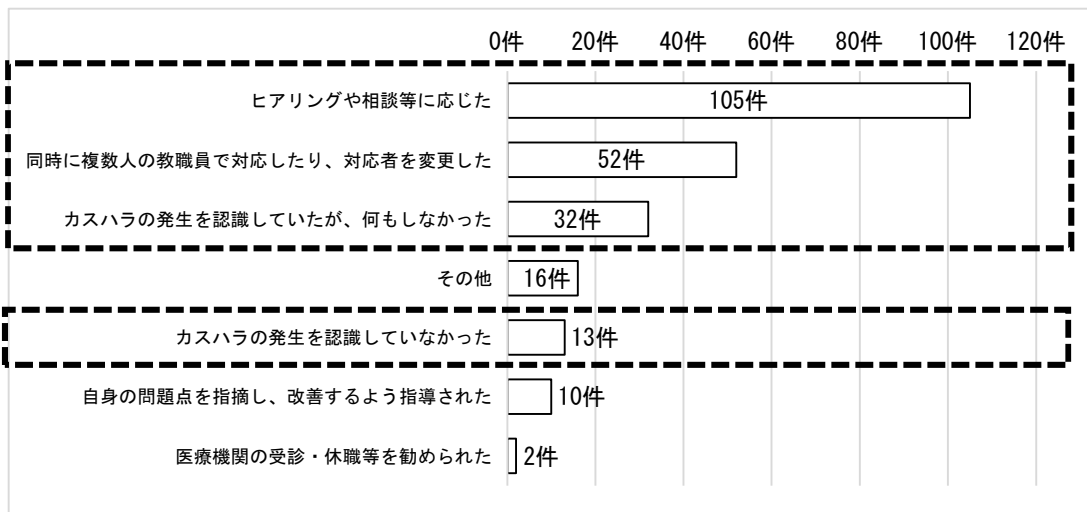 0件 20件 40件 60件 80件 100件 120件
ヒアリングや相談等に応じた 105件
同時に複数人の教職員で対応したり、対応者を変更した 52件
カスハラの発生を認識していたが、何もしなかった 32件
その他 16件
カスハラの発生を認識していなかった 13件
自身の問題点を指摘し、改善するよう指導された 10件
医療機関の受診・休職等を勧められた 2件